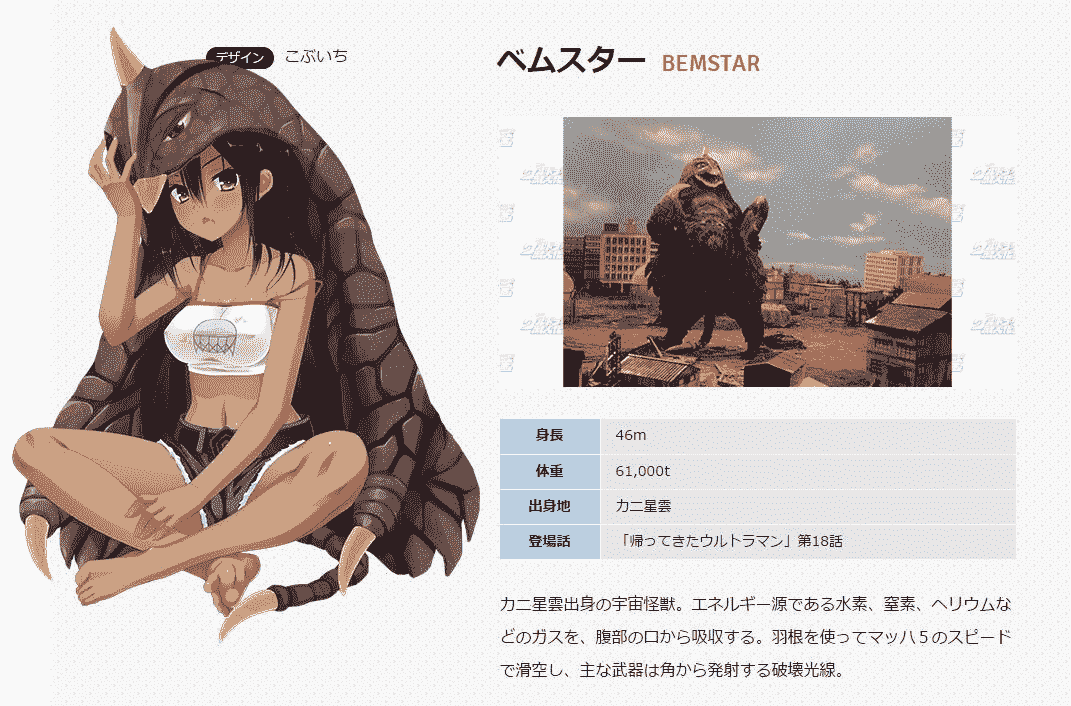 デザイン こぶいち
ベムスター BEMSTAR
身長 46m
体重 61,000t
出身地 カニ星雲
登場話 「帰ってきたウルトラマン」第18話
カニ星雲出身の宇宙怪獣。エネルギー源である水素、窒素、ヘリウムな
どのガスを、腹部の口から吸収する。羽根を使ってマッハ５のスピード
で滑空し、主な武器は角から発射する破壊光線。